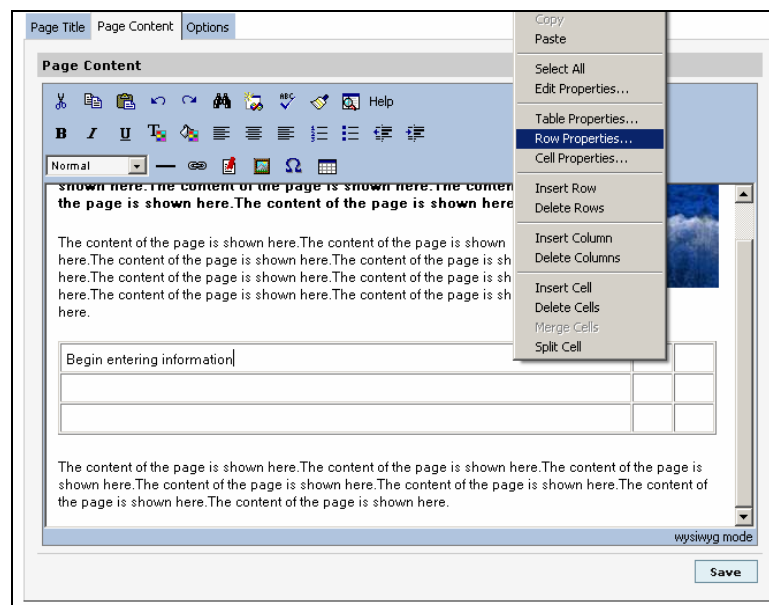 Page Title Page Content Options
Page Content
Help
ABC
B I U T
Normal Ω
shown here.The content of the page is shown here.The conten
the page is shown here.The content of the page is shown here
The content of the page is shown here.The content of the page is shown
here.The content of the page is shown here.The content of the page is sh
here.The content of the page is shown here.The content of the page is sh
here.The content of the page is shown here.The content of the page is sh
here.
Begin entering information
The content of the page is shown here.The content of the page is shown here.The content of the page is
shown here.The content of the page is shown here.The content of the page is shown here.The content of
the page is shown here.The content of the page is shown here.
wysiwyg mode
Save
Copy
Paste
Select All
Edit Properties...
Table Properties...
Row Properties...
Cell Properties...
Insert Row
Delete Rows
Insert Column
Delete Columns
Insert Cell
Delete Cells
Merge Cells
Split Cell